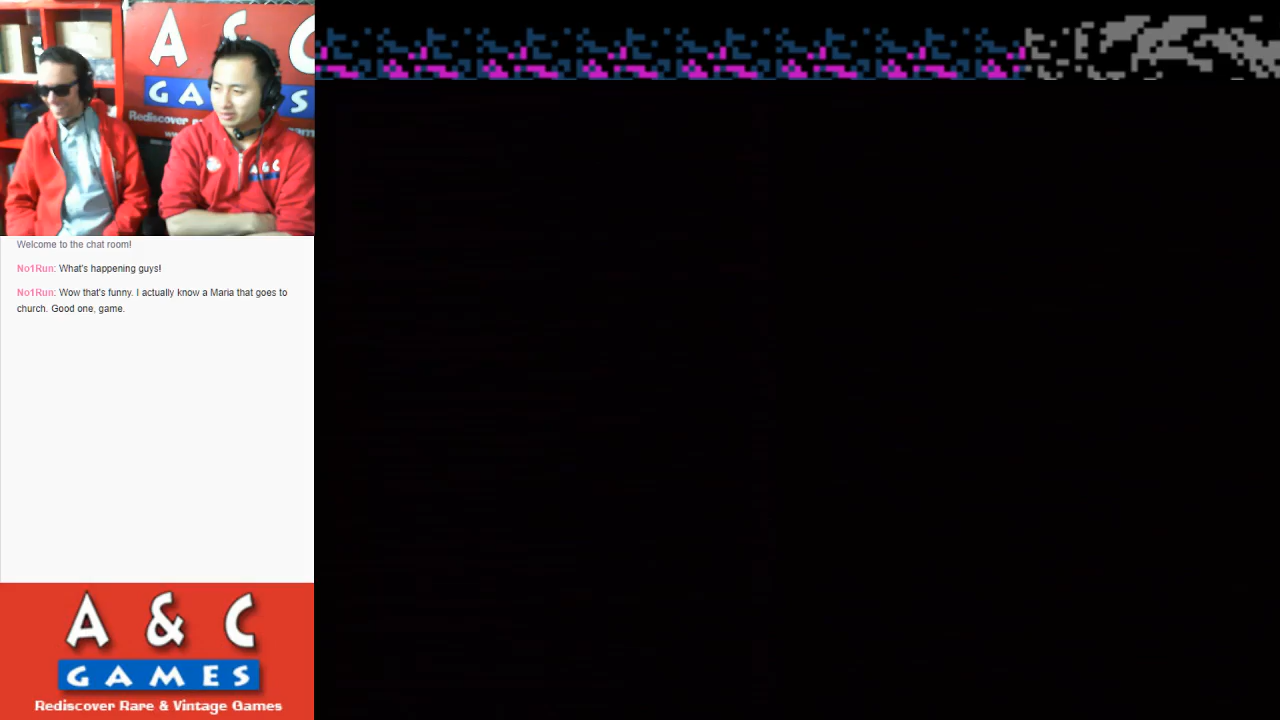 A & C
GAMES
Rediscover
A & C
Welcome to the chat room!
No1Run: What's happening guys!
No1Run: Wow that's funny. I actually know a Maria that goes to
church. Good one, game.
A & C
GAMES
Rediscover Rare & Vintage Games